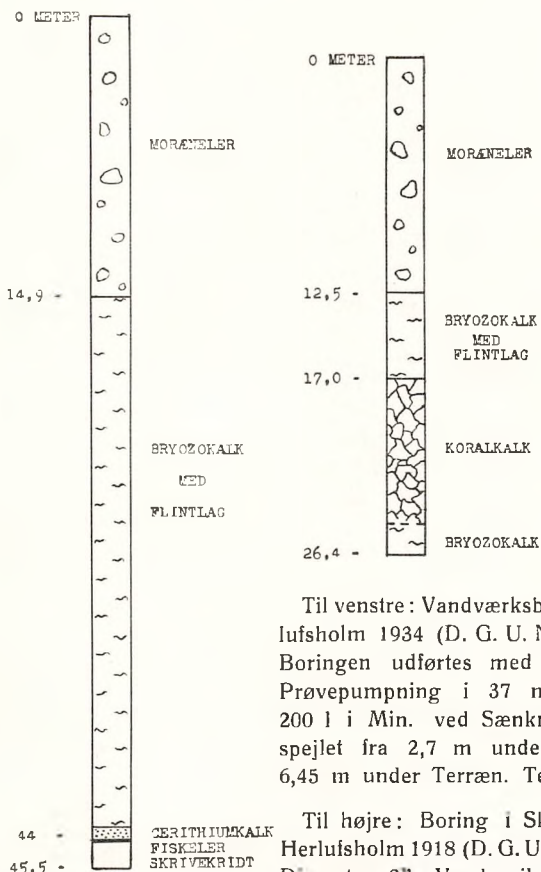 0 METER
MORÆNELER
14,9 -
BRYOZOKALK
MED
FLINTLAG
44 -
CERITHIUMKALK
FISKELER
SKRIVEKRIDT
45,5 -
0 METER
MORÆNELER
12,5 -
BRYOZOKALK
MED
FLINTLAG
17,0 -
KORALKALK
BRYOZOKALK
26,4 -
Til venstre: Vandværksb
lufsholm 1934 (D. G. U. N
Boringen udførtes med
Prøvepumpning i 37 m
200 l i Min. ved Sænkn
spejlet fra 2,7 m unde
6,45 m under Terræn. Te
Til højre: Boring i Sk
Herlufsholm 1918 (D. G. U